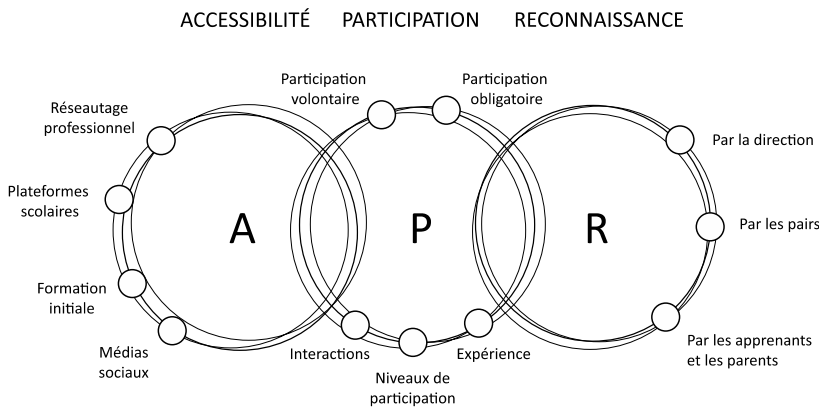 ACCESSIBILITÉ PARTICIPATION RECONNAISSANCE
Participation
volontaire
Participation
obligatoire
Réseautage
professionnel
Par la direction
Plateformes
scolaires
A
P
R
Par les pairs
Formation
initiale
Médias
sociaux
Interactions
Niveaux de
participation
Expérience
Par les apprenants
et les parents